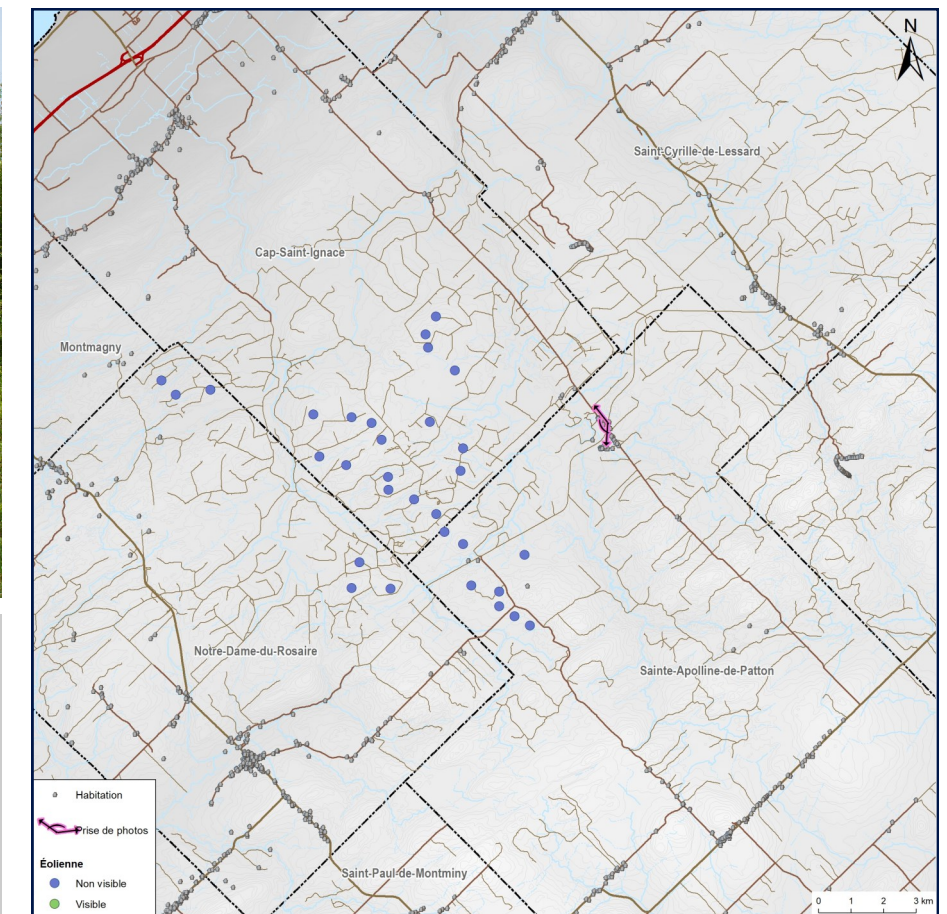 N
Saint-Cyrille-de-Lessard
Cap-Saint-Ignace
Montmagny
Notre-Dame-du-Rosaire
Sainte-Apolline-de-Patton
Saint-Paul-de-Montminy
Habitation
Prise de photos
Éolienne
Non visible
Visible
0 1 2 3 km